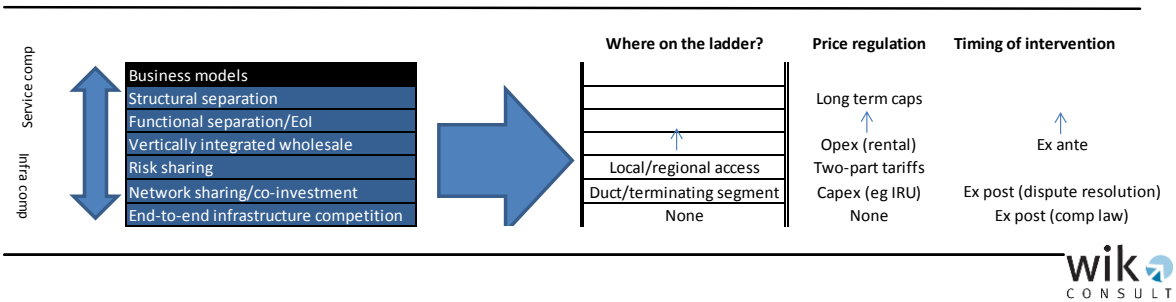 Where on the ladder? Price regulation Timing of intervention
Service comp
Infra comp
Business models
Structural separation Long term caps
Functional separation/EoI
Vertically integrated wholesale Opex (rental) Ex ante
Risk sharing Local/regional access Two-part tariffs
Network sharing/co-investment Duct/terminating segment Capex (eg IRU) Ex post (dispute resolution)
End-to-end infrastructure competition None None Ex post (comp law)
wik
CONSULT